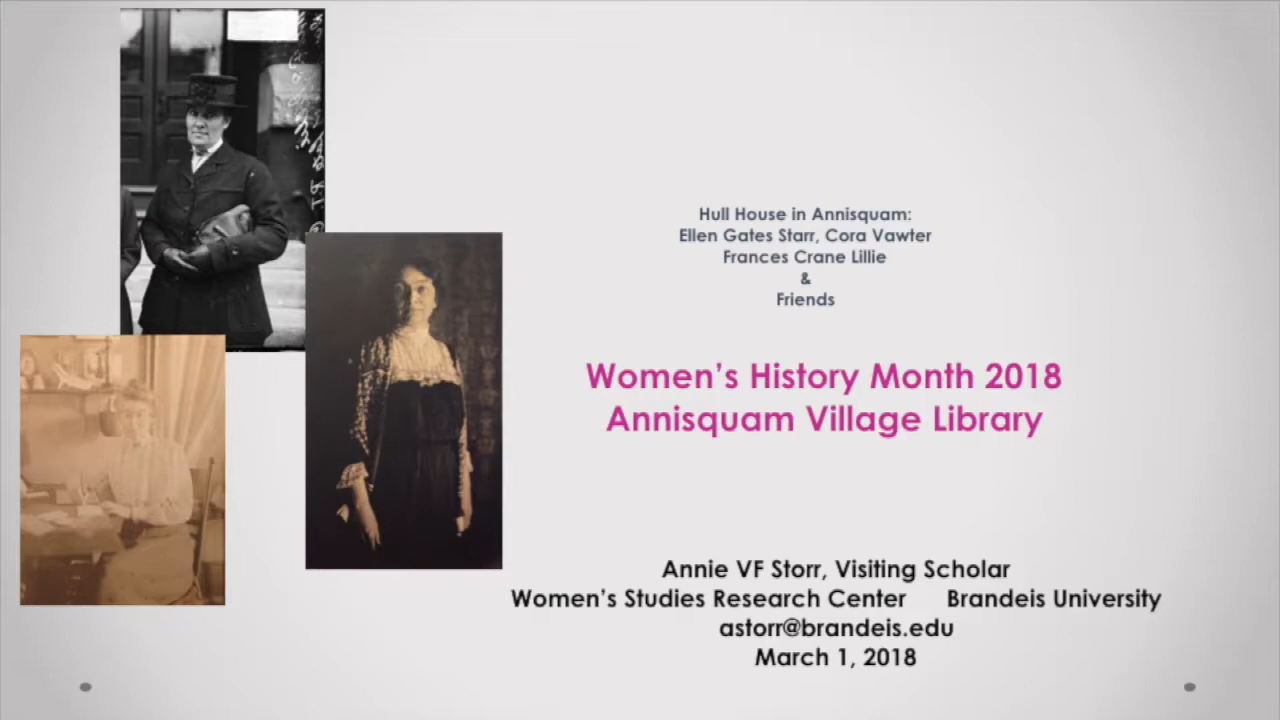 Hull House in Annisquam:
Ellen Gates Starr, Cora Vawter
Frances Crane Lillie
&
Friends
Women's History Month 2018
Annisquam Village Library
Annie VF Storr, Visiting Scholar
Women's Studies Research Center Brandeis University
astorr@brandeis.edu
March 1, 2018